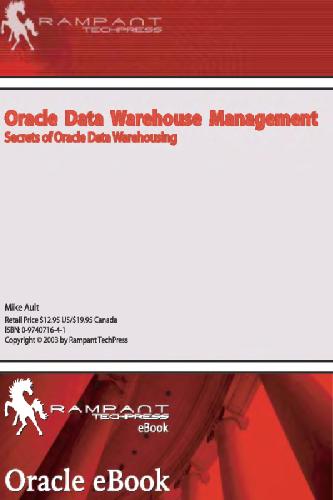 RAMPANT
TECHPRESS
Oracle Data Warehouse Management
Secrets of Oracle Data Warehousing
Mike Ault
Retail Price $12.95 US/$19.95 Canada
ISBN: 0-9740716-4-1
Copyright © 2003 by Rampant TechPress
RAMPANT
TECHPRESS
eBook
Oracle eBook